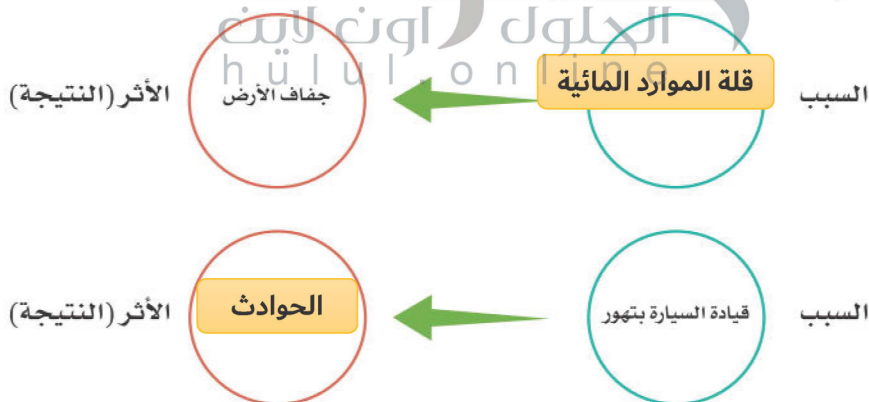 الحلول اون لاين
hulul.online
السبب
قلة الموارد المائية
جفاف الأرض
الأثر (النتيجة)
السبب
قيادة السيارة بتهور
الحوادث
الأثر (النتيجة)